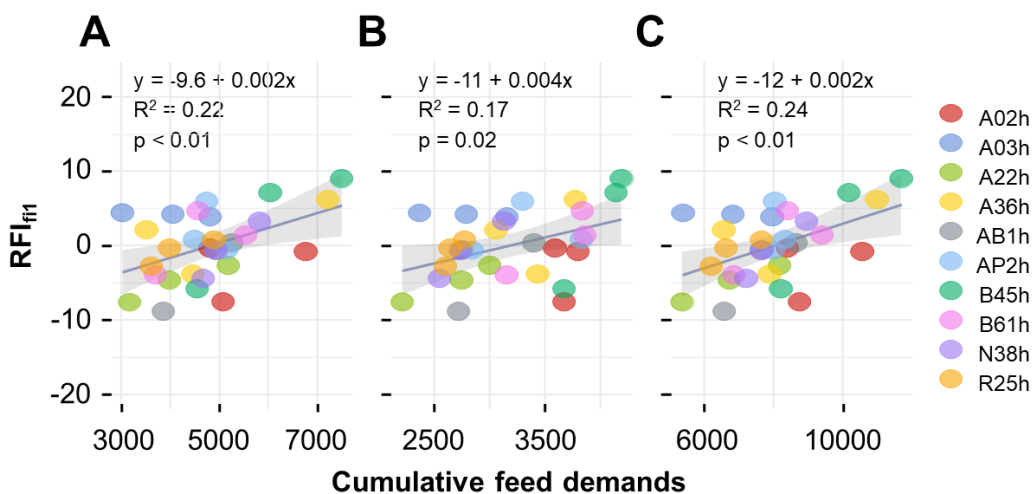 A
B
C
y = -9.6 + 0.002x
R² = 0.22
p < 0.01
y = -11 + 0.004x
R² = 0.17
p = 0.02
y = -12 + 0.002x
R² = 0.24
p < 0.01
20
10
0
-10
-20
RFIfi1
3000
5000
7000
2500
3500
6000
10000
Cumulative feed demands
A02h
A03h
A22h
A36h
AB1h
AP2h
B45h
B61h
N38h
R25h